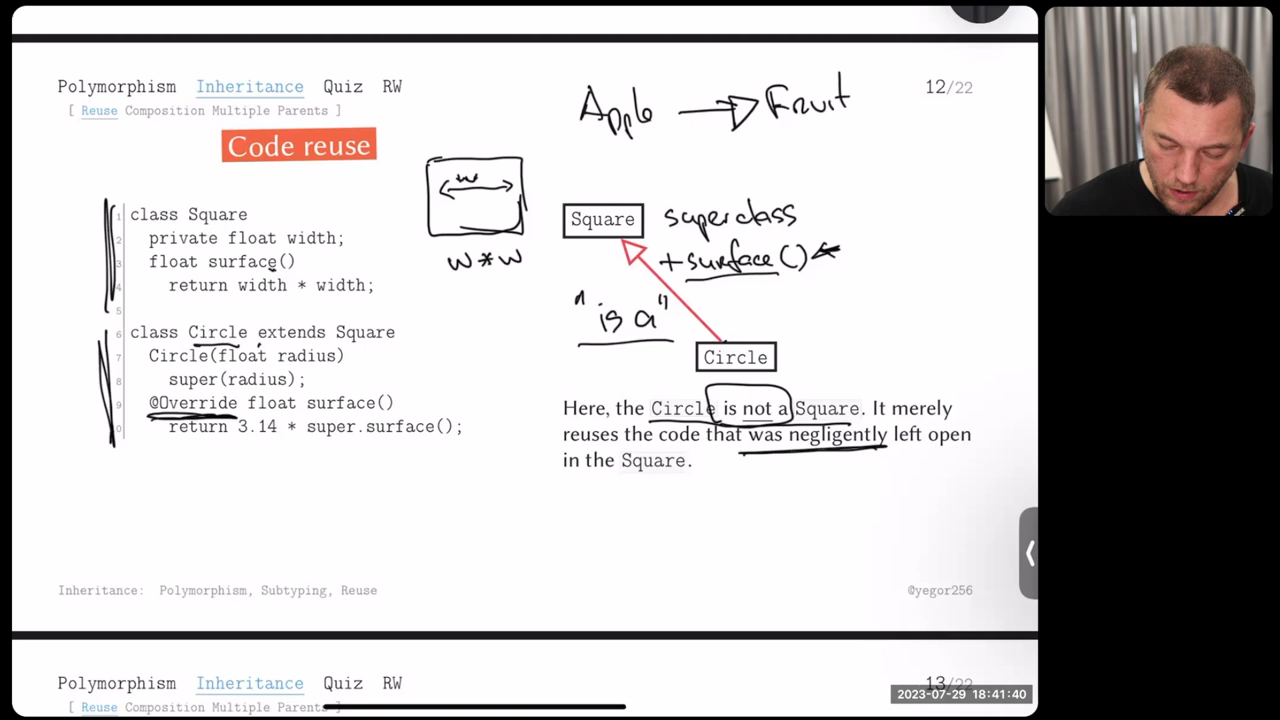 Polymorphism Inheritance Quiz RW 12/22
[ Reuse Composition Multiple Parents ]
Apple Fruit
Code reuse
w
w * w
1 class Square
2 private float width;
3 float surface()
4 return width * width;
5
6 class Circle extends Square
7 Circle(float radius)
8 super(radius);
9 @Override float surface()
0 return 3.14 * super.surface();
Square superclass
+surface()
"is a"
Circle
Here, the Circle is not a Square. It merely
reuses the code that was negligently left open
in the Square.
Inheritance: Polymorphism, Subtyping, Reuse @yegor256
Polymorphism Inheritance Quiz RW 13/22
[ Reuse Composition Multiple Parents ]
2023-07-29 18:41:40